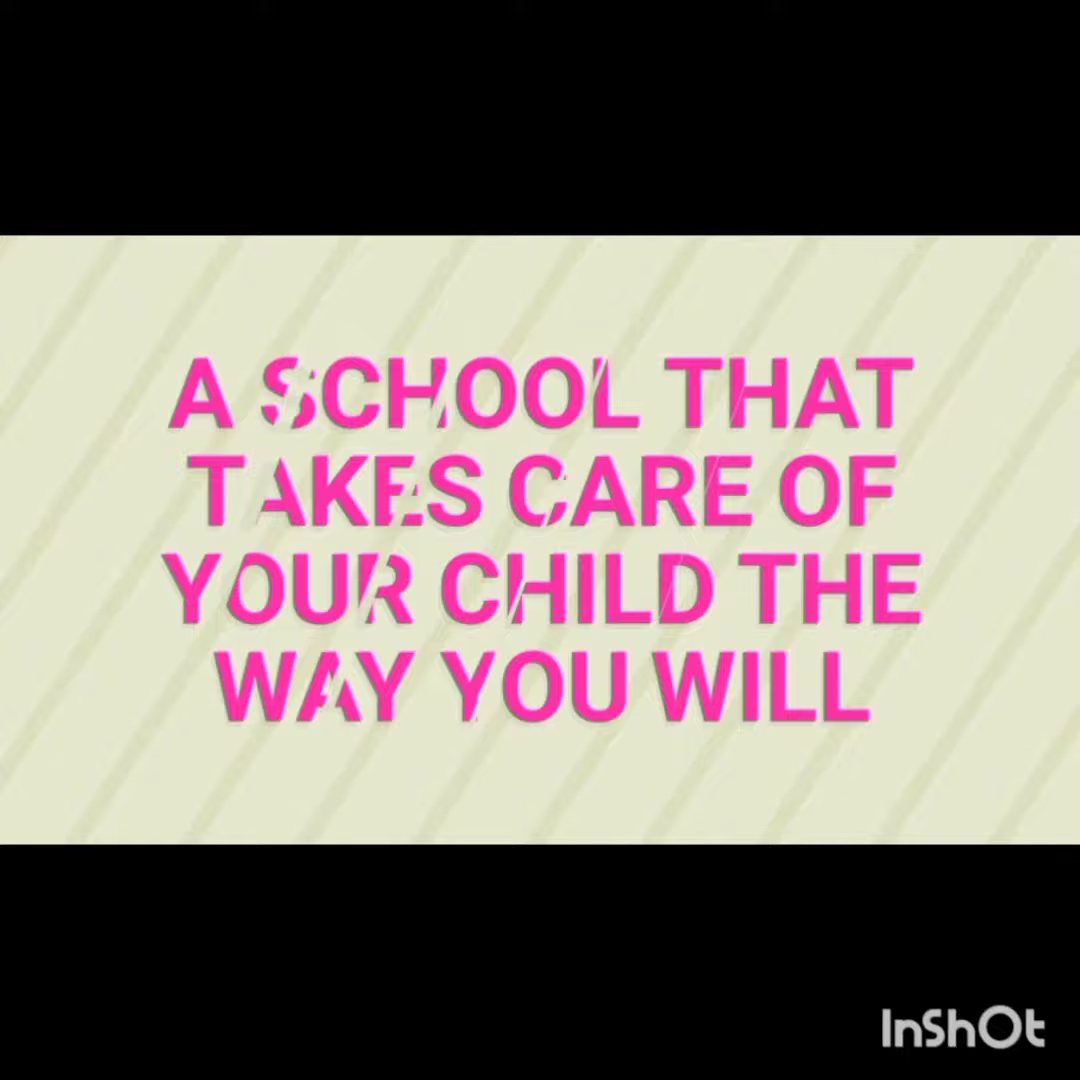 A SCHOOL THAT
TAKES CARE OF
YOUR CHILD THE
WAY YOU WILL
InShOt